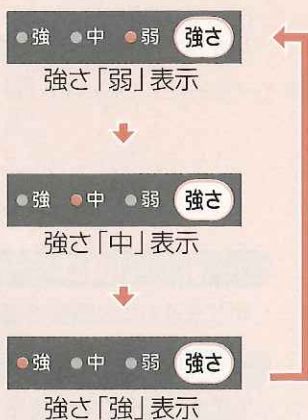 強 中 弱 強さ
強さ「弱」表示
強 中 弱 強さ
強さ「中」表示
強 中 弱 強さ
強さ「強」表示